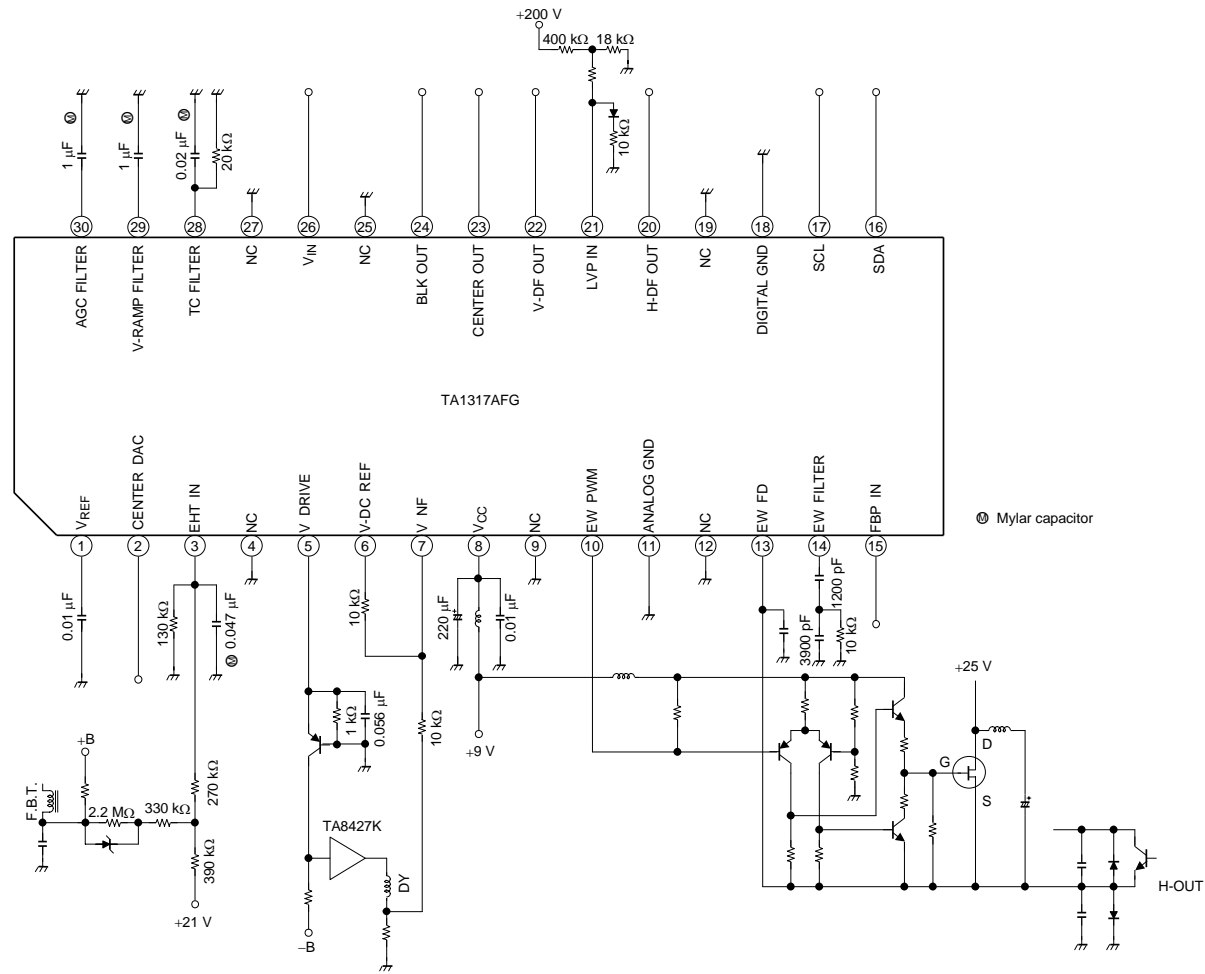 +200 V
400 kΩ
18 kΩ
1 μF
M
1 μF
M
0.02 μF
M
20 kΩ
10 kΩ
30
29
28
27
26
25
24
23
22
21
20
19
18
17
16
AGC FILTER
V-RAMP FILTER
TC FILTER
NC
VIN
NC
BLK OUT
CENTER OUT
V-DF OUT
LVP IN
H-DF OUT
NC
DIGITAL GND
SCL
SDA
TA1317AFG
VREF
CENTER DAC
EHT IN
NC
V DRIVE
V-DC REF
V NF
VCC
NC
EW PWM
ANALOG GND
NC
EW FD
EW FILTER
FBP IN
M Mylar capacitor
1
2
3
4
5
6
7
8
9
10
11
12
13
14
15
0.01 μF
130 kΩ
M 0.047 μF
10 kΩ
220 μF
+
0.01 μF
1200 pF
3900 pF
10 kΩ
+25 V
1 kΩ
0.056 μF
10 kΩ
+9 V
D
G
S
+
+B
F.B.T.
2.2 MΩ
330 kΩ
270 kΩ
390 kΩ
+21 V
TA8427K
DY
−B
H-OUT